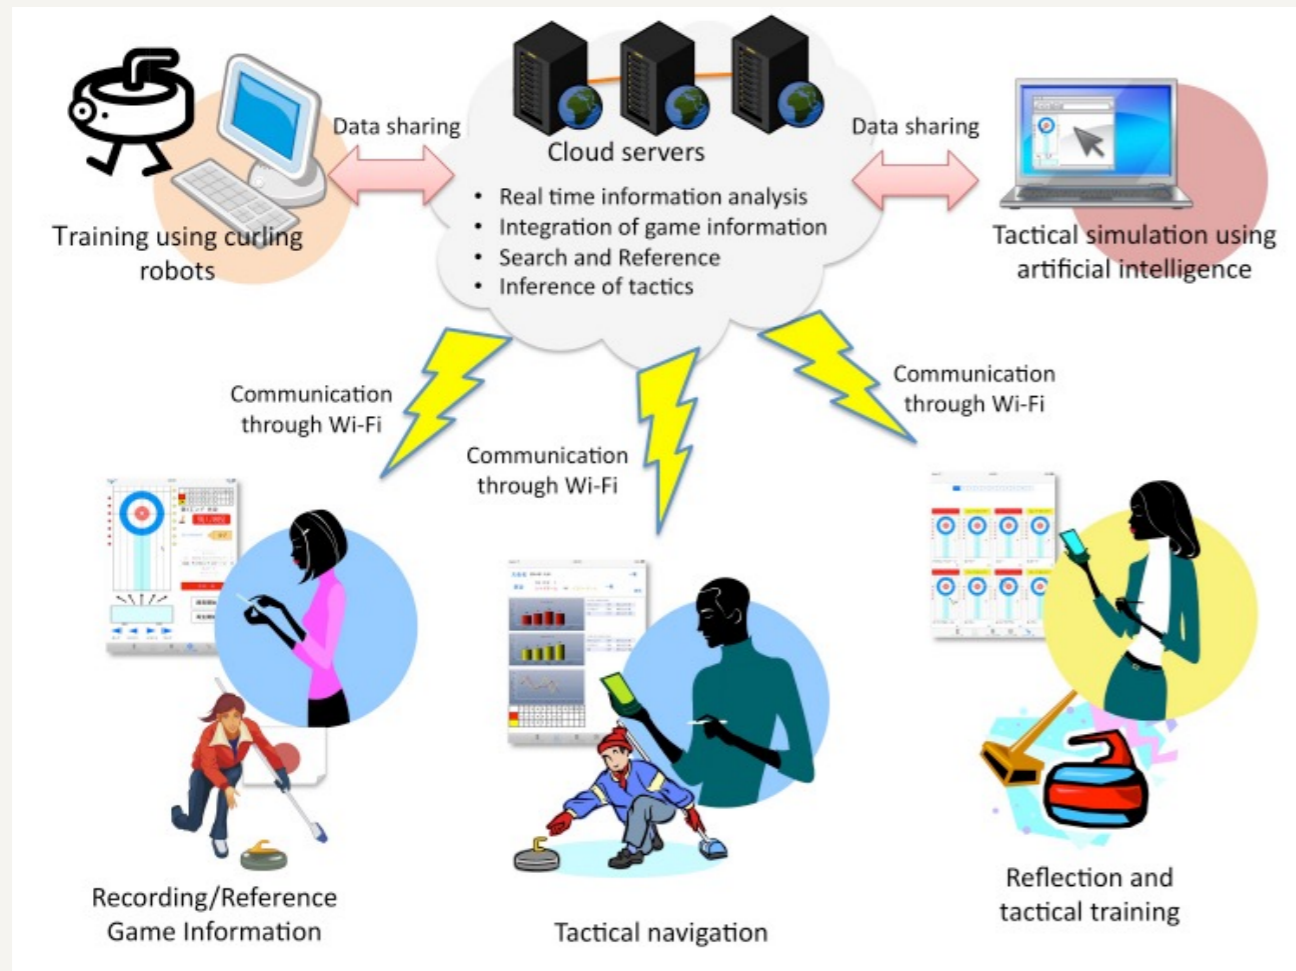 Data sharing
Data sharing
Cloud servers
• Real time information analysis
• Integration of game information
• Search and Reference
• Inference of tactics
Training using curling
robots
Tactical simulation using
artificial intelligence
Communication
through Wi-Fi
Communication
through Wi-Fi
Communication
through Wi-Fi
Recording/Reference
Game Information
Tactical navigation
Reflection and
tactical training